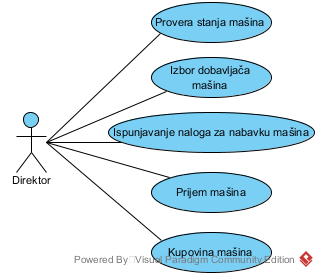 Provera stanja mašina
Izbor dobavljača
mašina
Ispunjavanje naloga za nabavku mašina
Direktor
Prijem mašina
Kupovina mašina
Powered By Visual Paradigm Community Edition